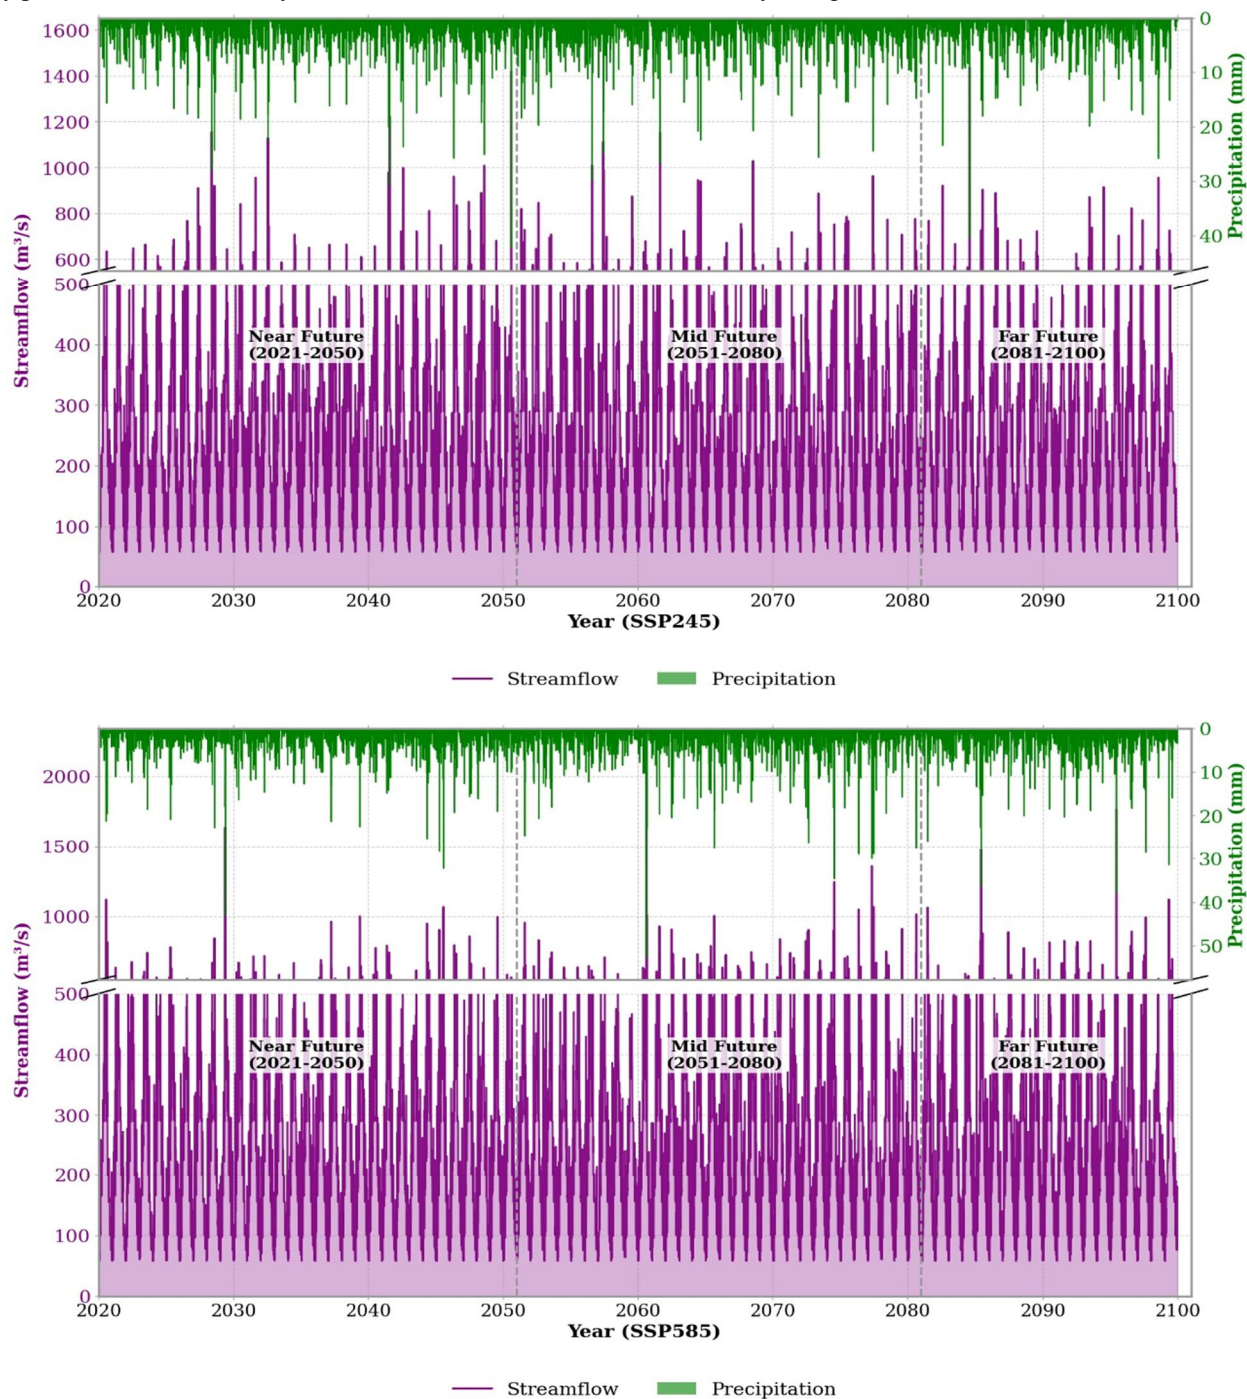 1600
1400
1200
1000
800
600
500
400
300
200
100
0
Streamflow (m³/s)
0
10
20
30
40
Precipitation (mm)
Near Future
(2021-2050)
Mid Future
(2051-2080)
Far Future
(2081-2100)
2020 2030 2040 2050 2060 2070 2080 2090 2100
Year (SSP245)
Streamflow Precipitation
2000
1500
1000
500
400
300
200
100
0
Streamflow (m³/s)
0
10
20
30
40
50
Precipitation (mm)
Near Future
(2021-2050)
Mid Future
(2051-2080)
Far Future
(2081-2100)
2020 2030 2040 2050 2060 2070 2080 2090 2100
Year (SSP585)
Streamflow Precipitation